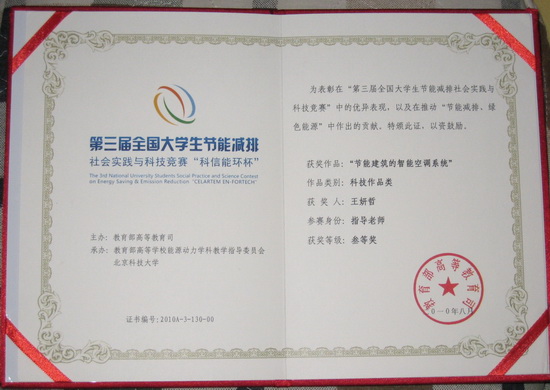 第三届全国大学生节能减排
社会实践与科技竞赛“科信能环杯”
The 3rd National University Students Social Practice and Science Contest
on Energy Saving & Emission Reduction "CELARTEM EN-FORTECH"
主办：教育部高等教育司
承办：教育部高等学校能源动力学科教学指导委员会
北京科技大学
证书编号:2010A-3-130-00
为表彰在“第三届全国大学生节能减排社会实践与
科技竞赛”中的优异表现，以及在推动“节能减排、绿
色能源”中作出的贡献，特颁此证，以资鼓励。
获奖作品：“节能建筑的智能空调系统”
作品类别：科技作品类
获奖人：王妍哲
参赛身份：指导老师
获奖等级：叁等奖
教育部高等教育司
一0年八月